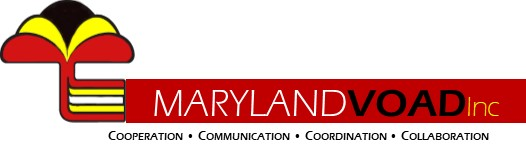 MARYLANDVOADInc
COOPERATION • COMMUNICATION • COORDINATION • COLLABORATION